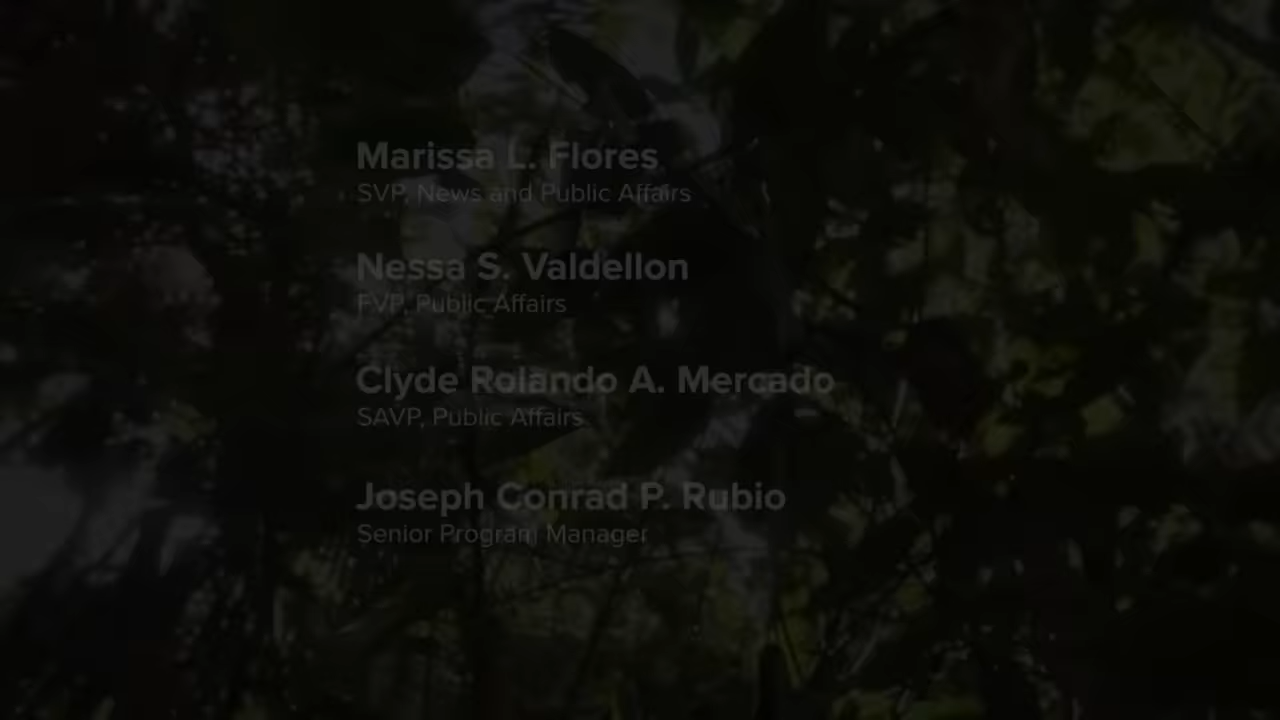 Marissa L. Flores
SVP, News and Public Affairs
Nessa S. Valdellon
FVP, Public Affairs
Clyde Rolando A. Mercado
SAVP, Public Affairs
Joseph Conrad P. Rubio
Senior Program Manager